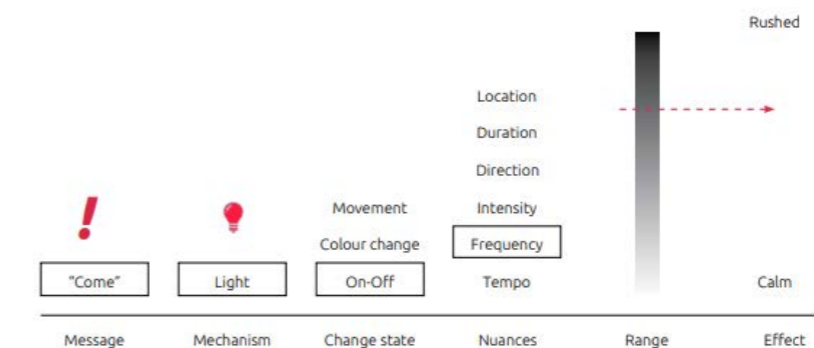 Rushed
Location
Duration
Direction
Movement
Intensity
Colour change
Frequency
"Come"
Light
On-Off
Tempo
Calm
Message
Mechanism
Change state
Nuances
Range
Effect